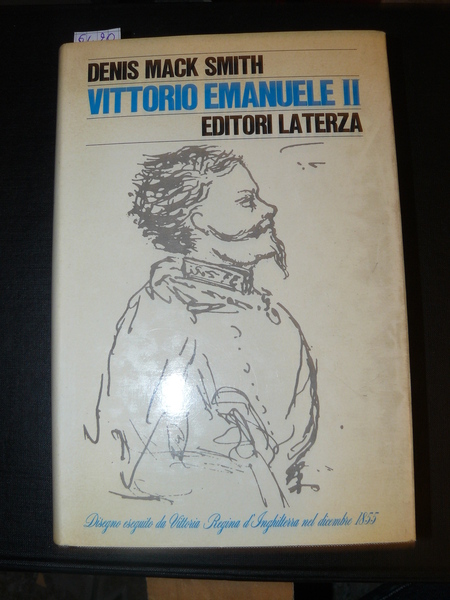 DENIS MACK SMITH
VITTORIO EMANUELE II
EDITORI LATERZA
Disegno eseguito da Vittoria Regina d'Inghilterra nel dicembre 1855